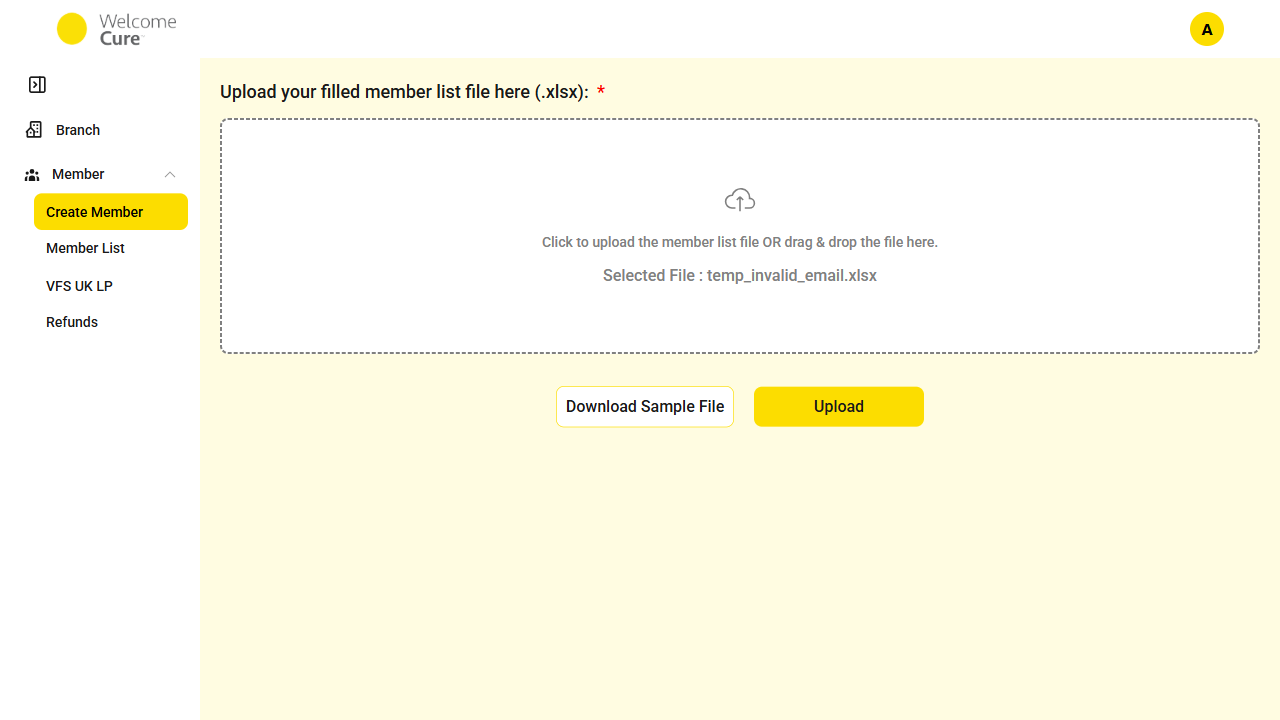 Welcome
Cure
A
Branch
Member
Create Member
Member List
VFS UK LP
Refunds
Upload your filled member list file here (.xlsx): *
Click to upload the member list file OR drag & drop the file here.
Selected File : temp_invalid_email.xlsx
Download Sample File
Upload